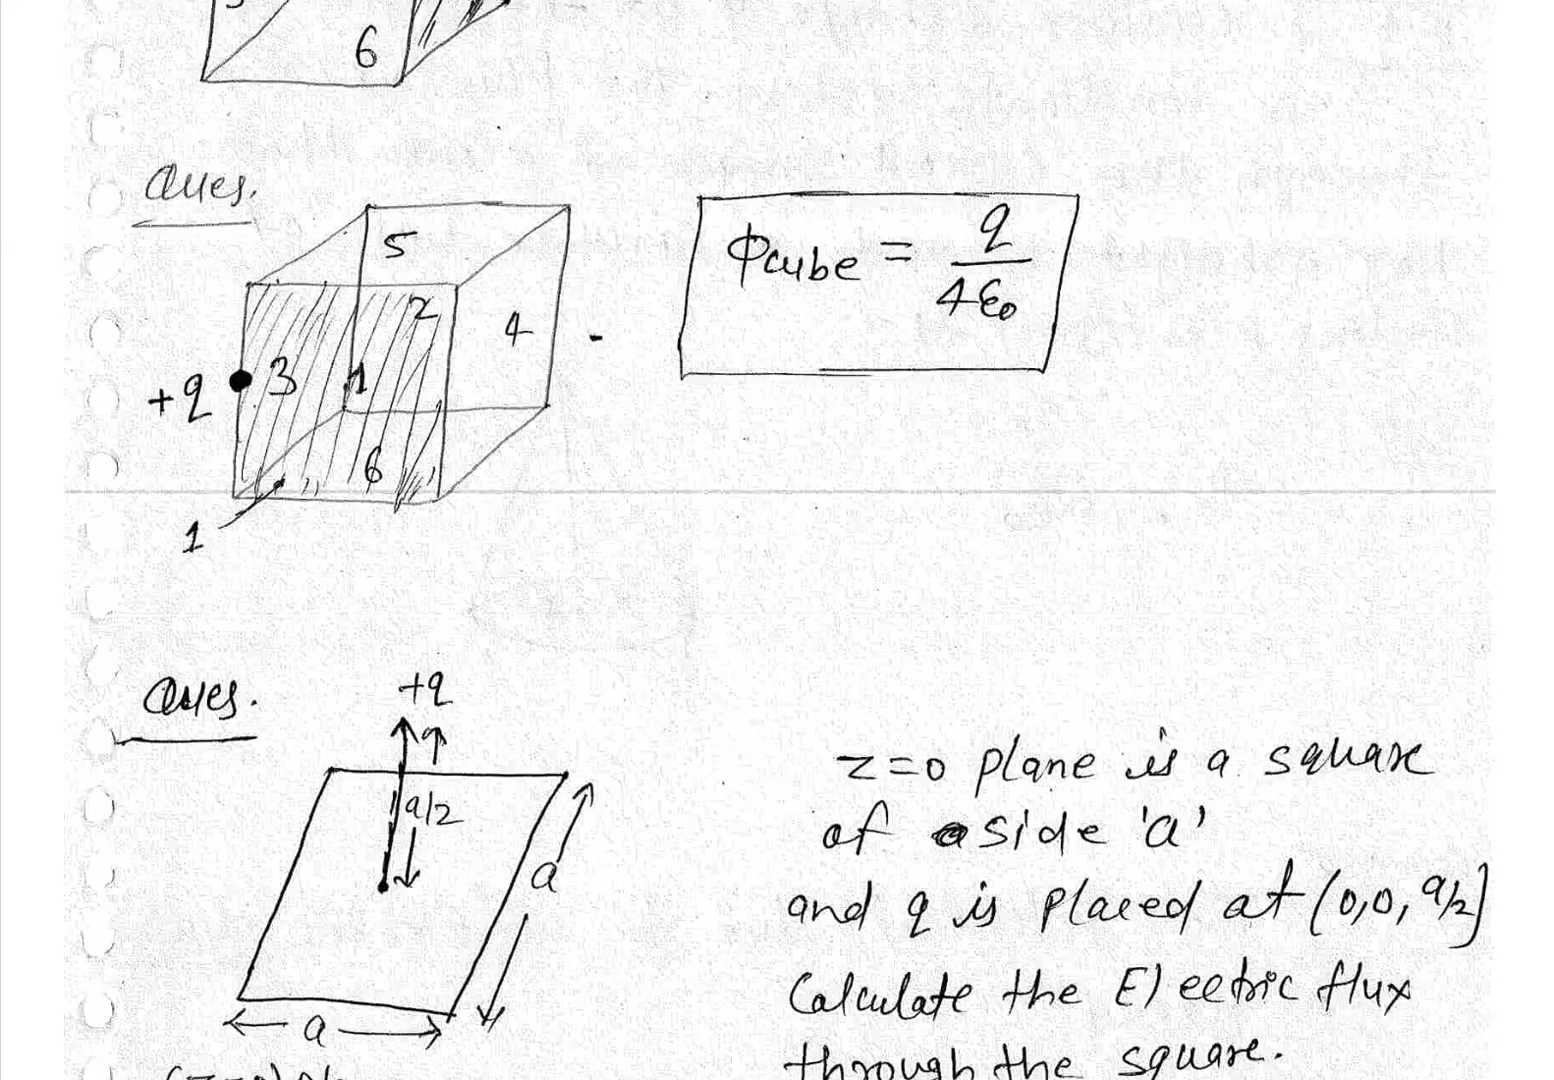 6
Ques.
5
2
4
+q
3
1
6
1
Φcube = q/4ϵ₀
Ques.
+q
a/2
a
a
z=0 plane is a square
of side 'a'
and q is placed at (0,0,a/2)
Calculate the Electric flux
through the square.